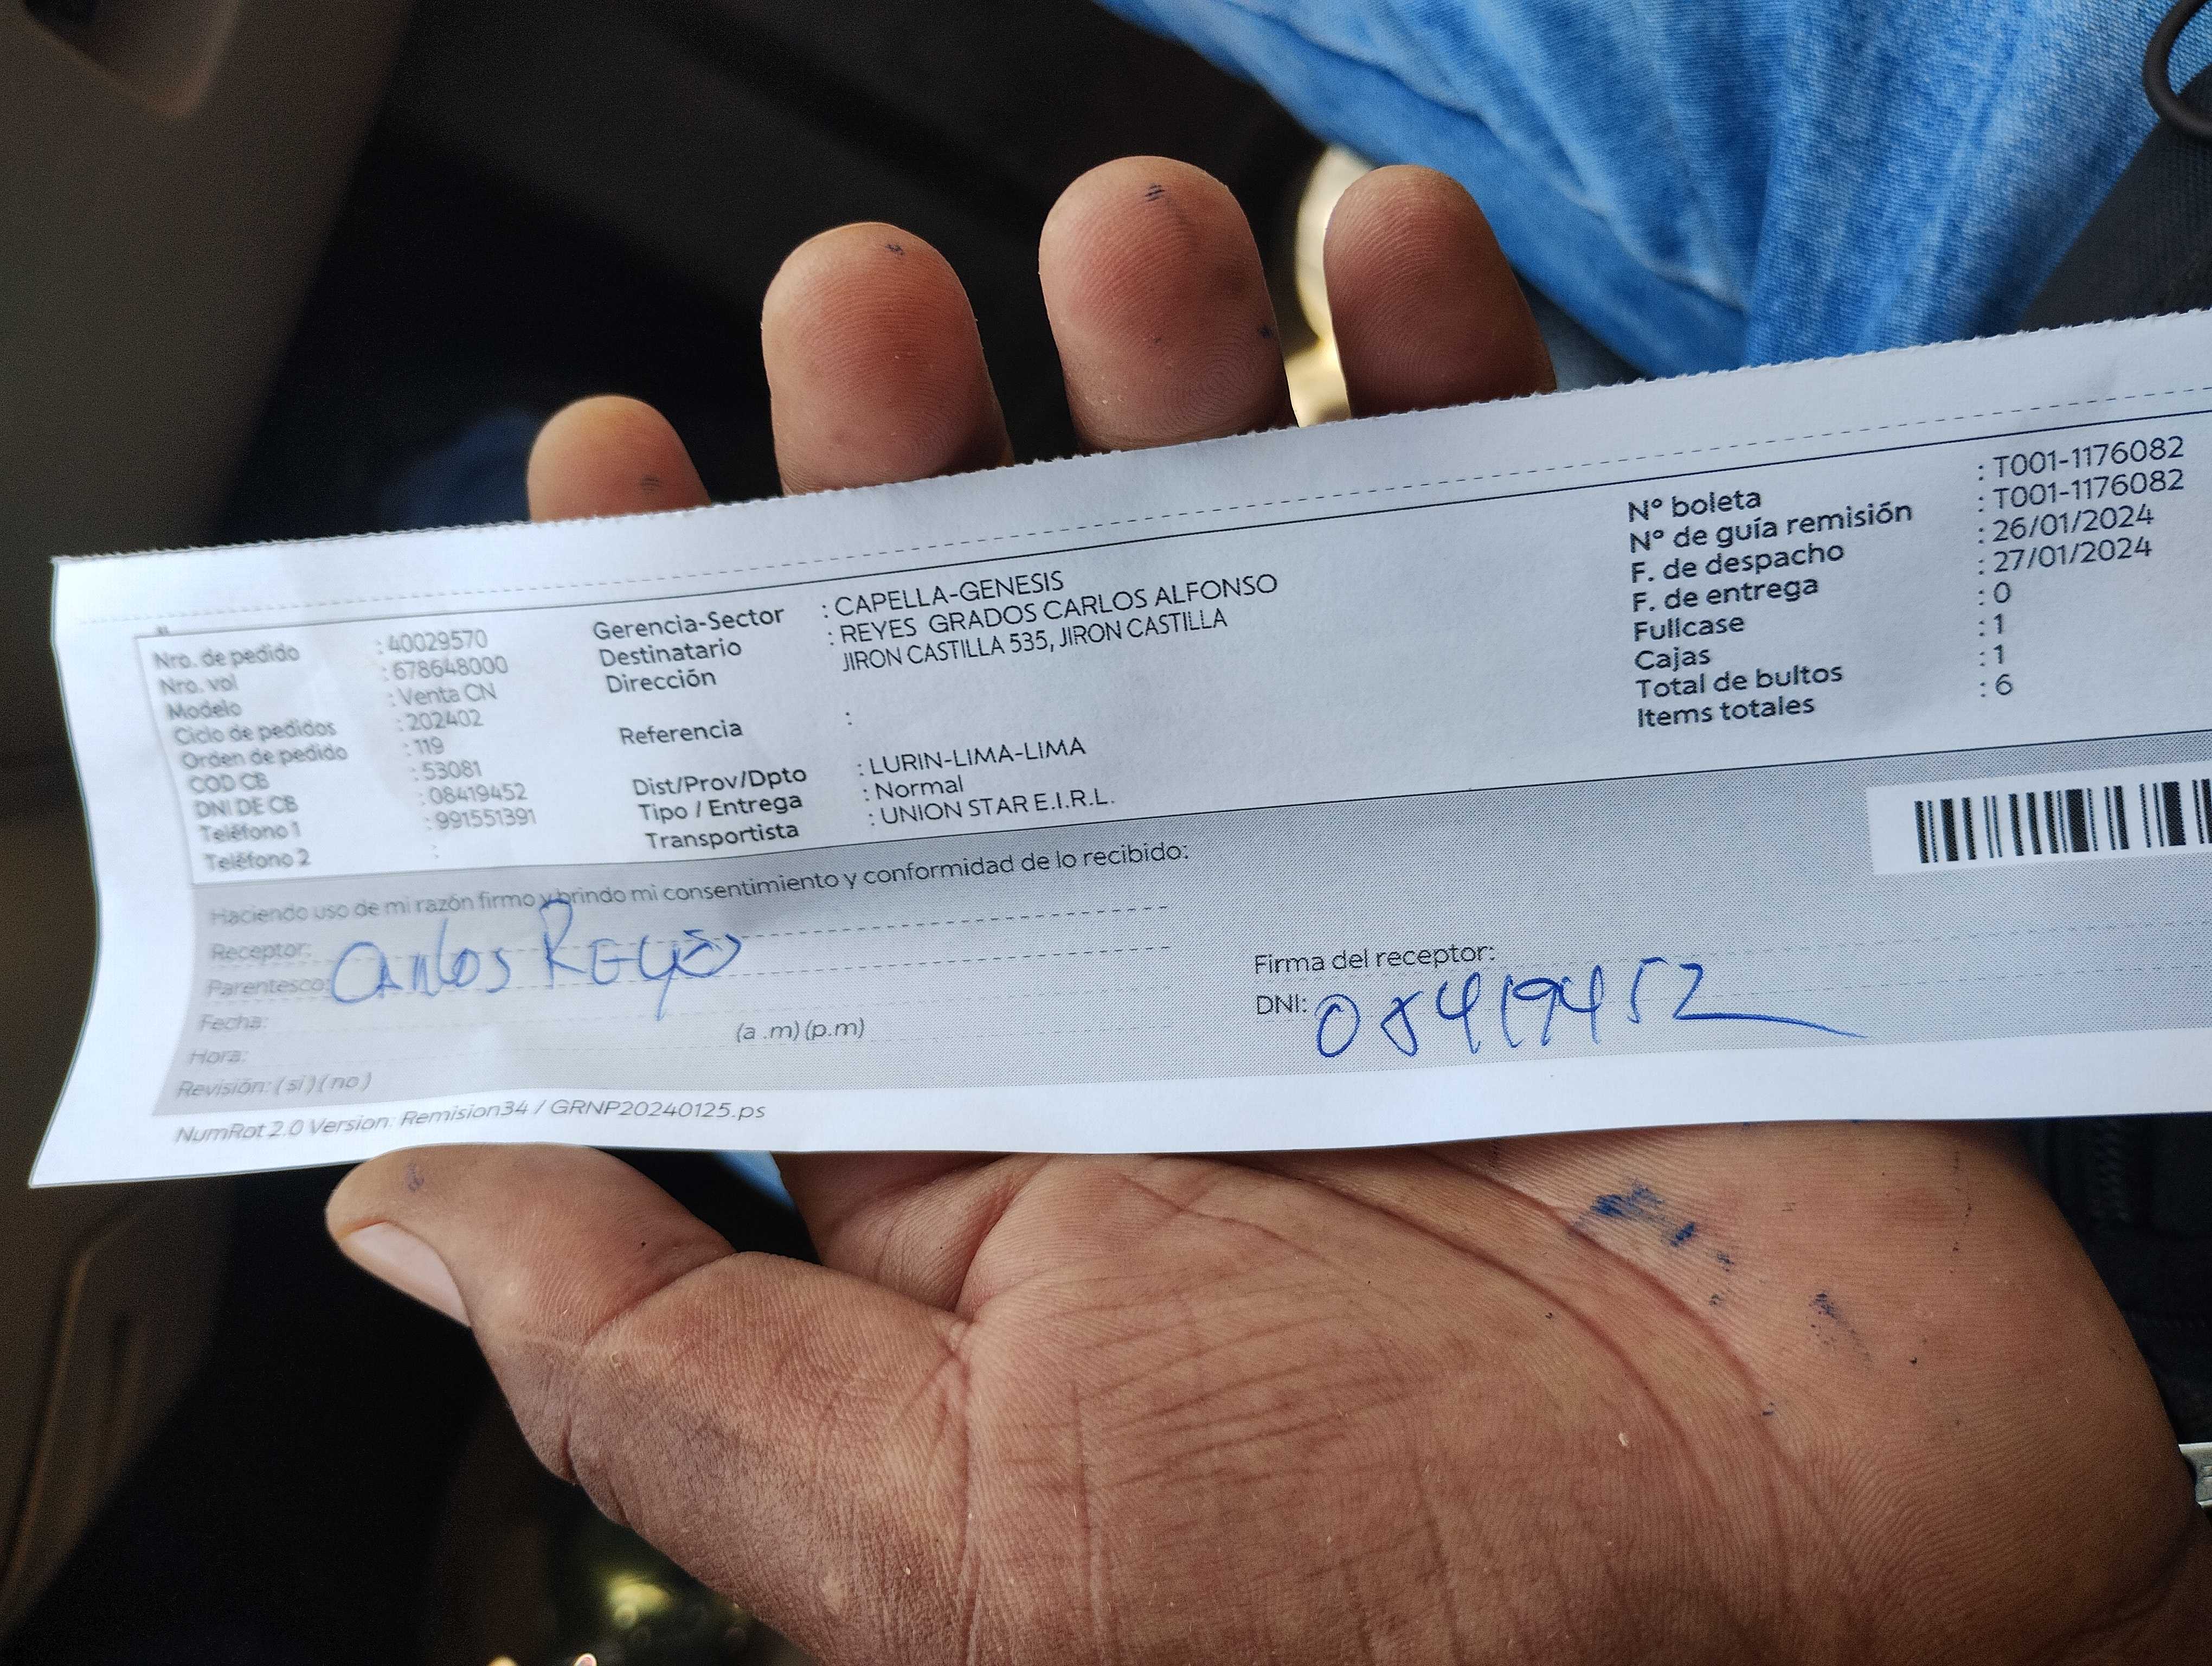 Nro. de pedido : 40029570
Nro. vol : 678648000
Modelo : Venta CN
Ciclo de pedidos : 202402
Orden de pedido : 119
COD CB : 53081
DNI DE CB : 08419452
Teléfono 1 : 991551391
Teléfono 2 :
Gerencia-Sector : CAPELLA-GENESIS
Destinatario : REYES GRADOS CARLOS ALFONSO
Dirección JIRON CASTILLA 535, JIRON CASTILLA
Referencia :
Dist/Prov/Dpto : LURIN-LIMA-LIMA
Tipo / Entrega : Normal
Transportista : UNION STAR E.I.R.L.
N° boleta : T001-1176082
N° de guía remisión : T001-1176082
F. de despacho : 26/01/2024
F. de entrega : 27/01/2024
Fullcase : 0
Cajas : 1
Total de bultos : 1
Items totales : 6
Haciendo uso de mi razón firmo y brindo mi consentimiento y conformidad de lo recibido:
Receptor: Carlos Reyes
Parentesco:
Fecha:
Hora: (a .m) (p.m)
Revisión: ( si ) ( no )
Firma del receptor:
DNI: 08419452
NumRot 2.0 Version: Remision34 / GRNP20240125.ps